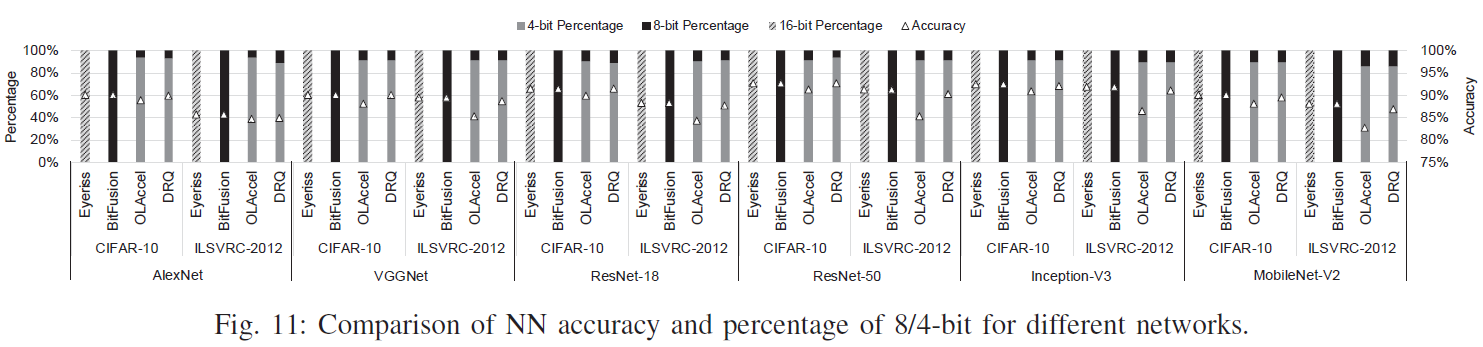 4-bit Percentage 8-bit Percentage 16-bit Percentage Accuracy
100% 100%
80% 95%
60% 90%
40% 85%
20% 80%
0% 75%
Percentage
Accuracy
Eyeriss BitFusion OLAccel DRQ Eyeriss BitFusion OLAccel DRQ Eyeriss BitFusion OLAccel DRQ Eyeriss BitFusion OLAccel DRQ Eyeriss BitFusion OLAccel DRQ Eyeriss BitFusion OLAccel DRQ Eyeriss BitFusion OLAccel DRQ Eyeriss BitFusion OLAccel DRQ Eyeriss BitFusion OLAccel DRQ Eyeriss BitFusion OLAccel DRQ Eyeriss BitFusion OLAccel DRQ Eyeriss BitFusion OLAccel DRQ
CIFAR-10 ILSVRC-2012 CIFAR-10 ILSVRC-2012 CIFAR-10 ILSVRC-2012 CIFAR-10 ILSVRC-2012 CIFAR-10 ILSVRC-2012 CIFAR-10 ILSVRC-2012
AlexNet VGGNet ResNet-18 ResNet-50 Inception-V3 MobileNet-V2
Fig. 11: Comparison of NN accuracy and percentage of 8/4-bit for different networks.